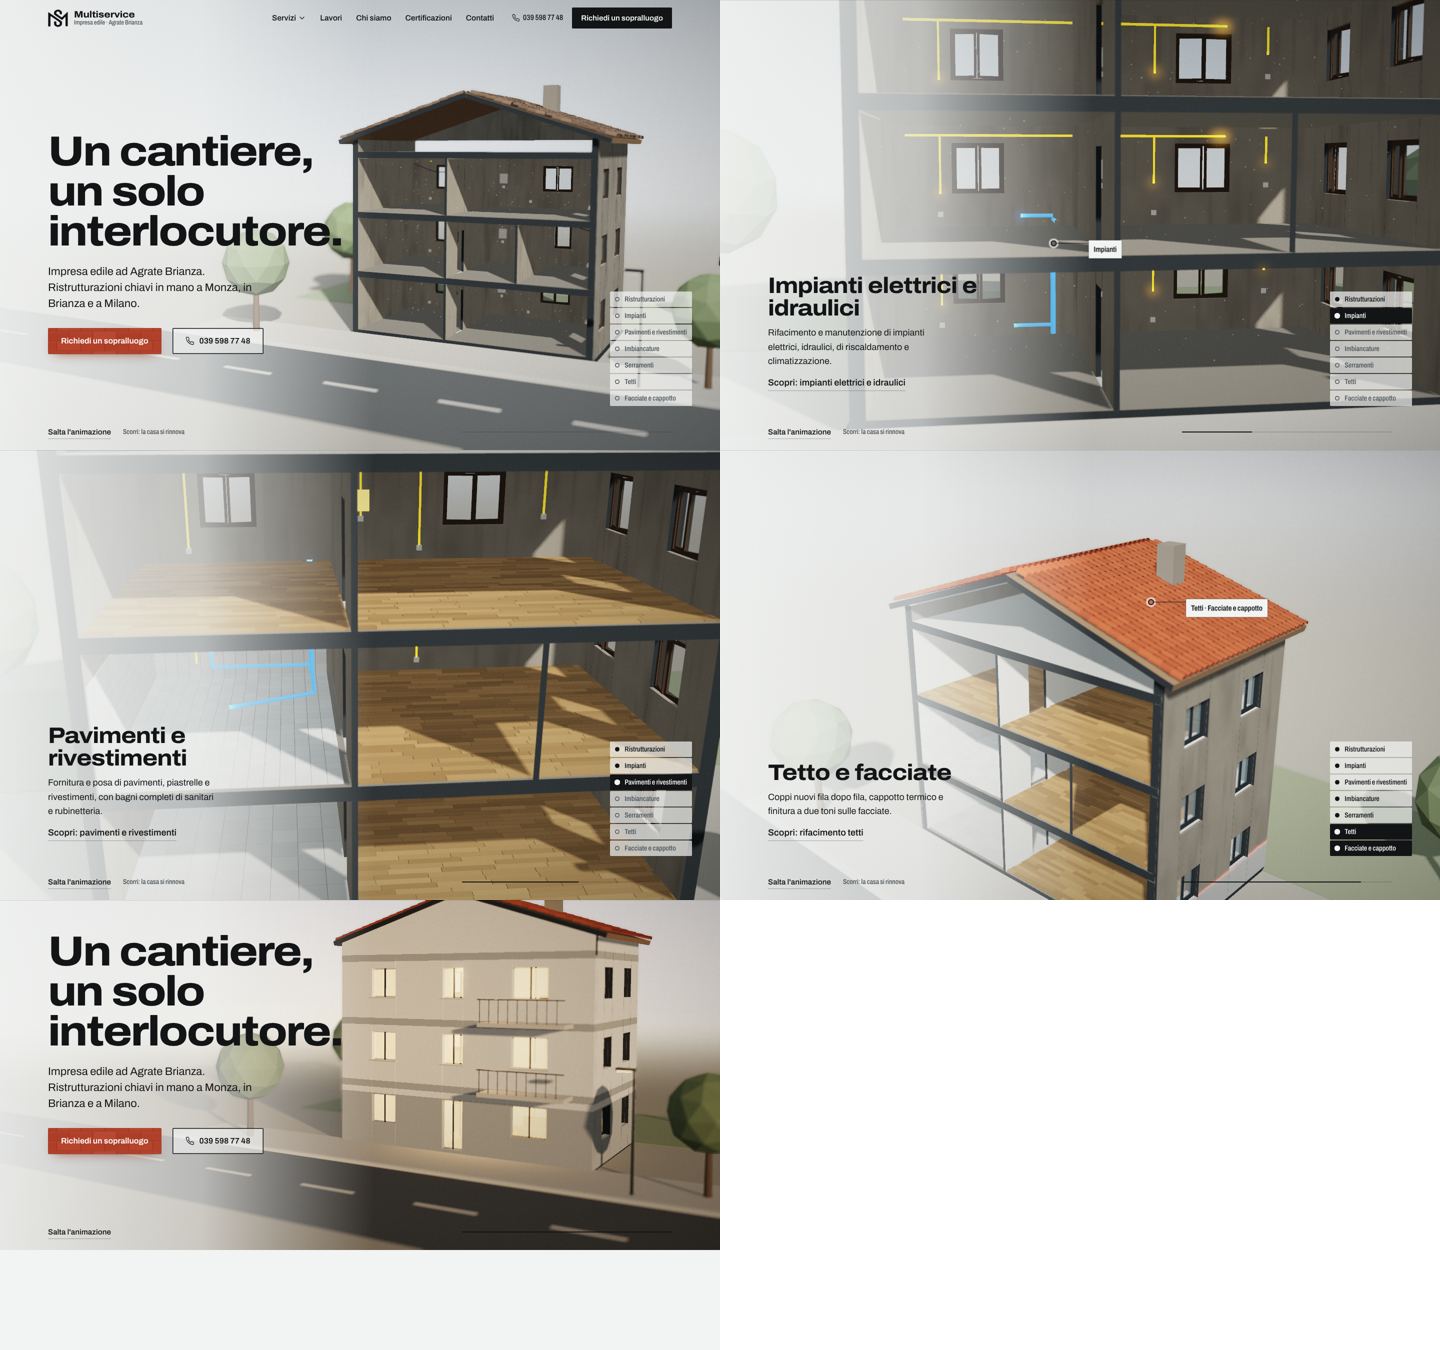 Multiservice
Impresa edile · Agrate Brianza
Servizi
Lavori
Chi siamo
Certificazioni
Contatti
039 598 77 48
Richiedi un sopralluogo
Un cantiere,
un solo
interlocutore.
Impresa edile ad Agrate Brianza.
Ristrutturazioni chiavi in mano a Monza, in
Brianza e a Milano.
Richiedi un sopralluogo
039 598 77 48
Ristrutturazioni
Impianti
Pavimenti e rivestimenti
Imbiancature
Serramenti
Tetti
Facciate e cappotto
Salta l'animazione
Scorri: la casa si rinnova
Impianti
Impianti elettrici e
idraulici
Rifacimento e manutenzione di impianti
elettrici, idraulici, di riscaldamento e
climatizzazione.
Scopri: impianti elettrici e idraulici
Ristrutturazioni
Impianti
Pavimenti e rivestimenti
Imbiancature
Serramenti
Tetti
Facciate e cappotto
Salta l'animazione
Scorri: la casa si rinnova
Pavimenti e
rivestimenti
Fornitura e posa di pavimenti, piastrelle e
rivestimenti, con bagni completi di sanitari
e rubinetteria.
Scopri: pavimenti e rivestimenti
Ristrutturazioni
Impianti
Pavimenti e rivestimenti
Imbiancature
Serramenti
Tetti
Facciate e cappotto
Salta l'animazione
Scorri: la casa si rinnova
Tetti · Facciate e cappotto
Tetto e facciate
Coppi nuovi fila dopo fila, cappotto termico e
finitura a due toni sulle facciate.
Scopri: rifacimento tetti
Ristrutturazioni
Impianti
Pavimenti e rivestimenti
Imbiancature
Serramenti
Tetti
Facciate e cappotto
Salta l'animazione
Scorri: la casa si rinnova
Un cantiere,
un solo
interlocutore.
Impresa edile ad Agrate Brianza.
Ristrutturazioni chiavi in mano a Monza, in
Brianza e a Milano.
Richiedi un sopralluogo
039 598 77 48
Salta l'animazione